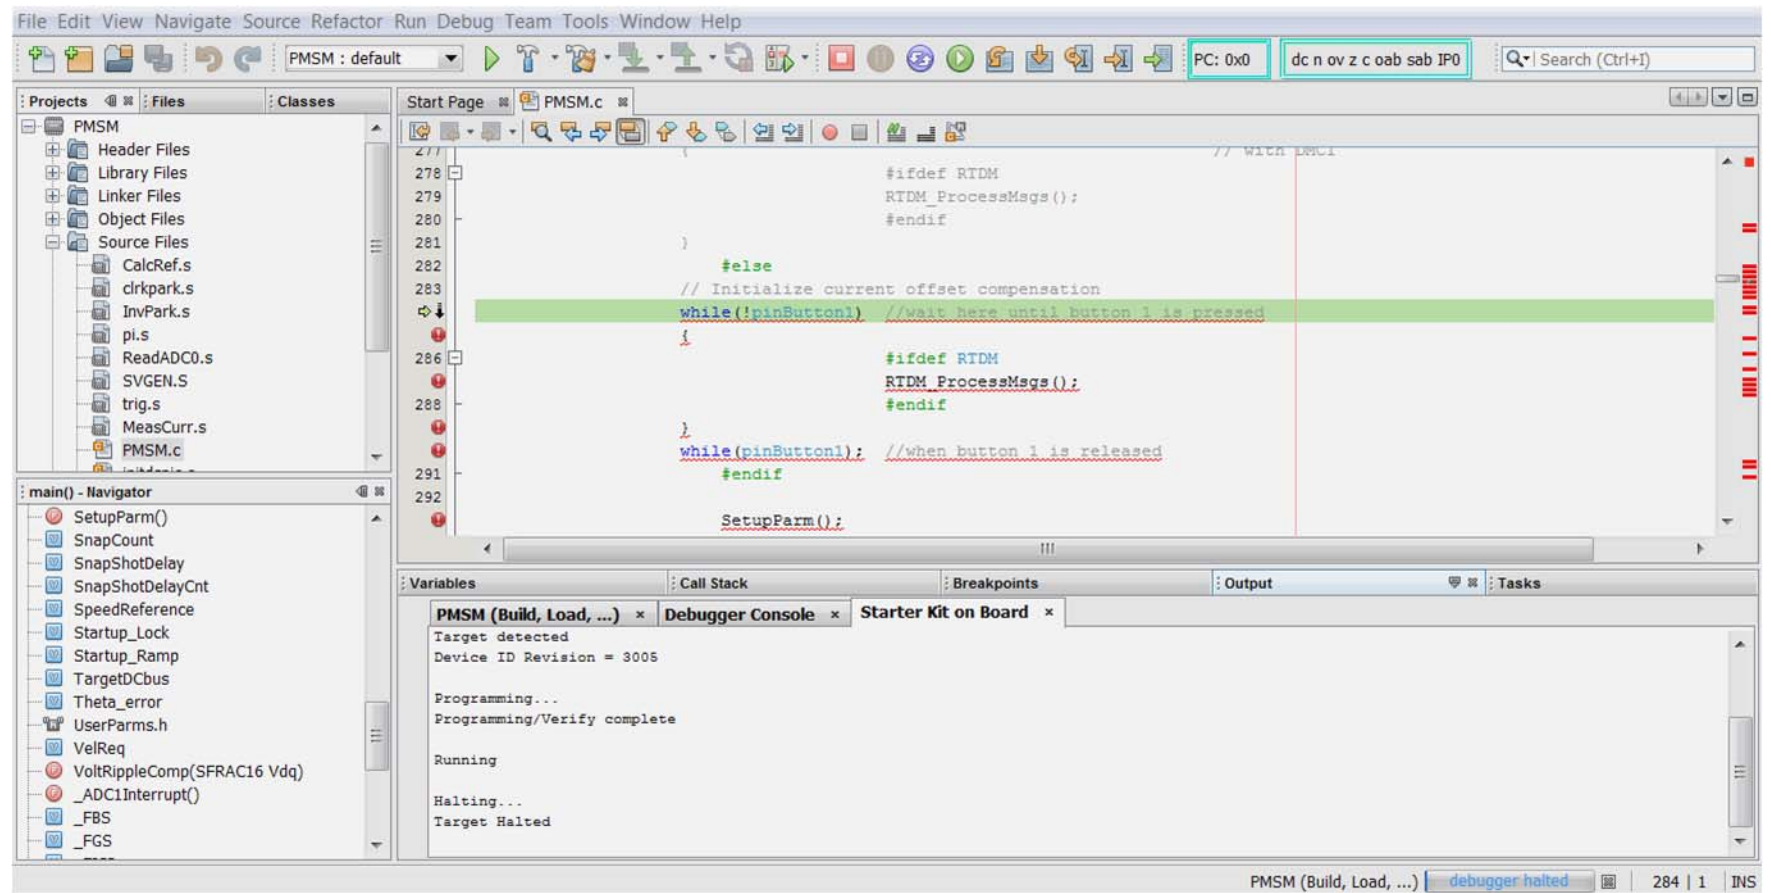 File Edit View Navigate Source Refactor Run Debug Team Tools Window Help
PMSM : default
PC: 0x0
dc n ov z c oab sab IP0
Search (Ctrl+I)
Projects
Files
Classes
PMSM
Header Files
Library Files
Linker Files
Object Files
Source Files
CalcRef.s
clrkpark.s
InvPark.s
pi.s
ReadADC0.s
SVGEN.S
trig.s
MeasCurr.s
PMSM.c
main() - Navigator
SetupParm()
SnapCount
SnapShotDelay
SnapShotDelayCnt
SpeedReference
Startup_Lock
Startup_Ramp
TargetDCbus
Theta_error
UserParms.h
VelReq
VoltRippleComp(SFRAC16 Vdq)
_ADC1Interrupt()
_FBS
_FGS
Start Page
PMSM.c
277 { // with DMCI
278 #ifdef RTDM
279 RTDM_ProcessMsgs();
280 #endif
281 }
282 #else
283 // Initialize current offset compensation
while(!pinButton1) //wait here until button 1 is pressed
{
286 #ifdef RTDM
RTDM_ProcessMsgs();
288 #endif
}
while(pinButton1); //when button 1 is released
291 #endif
292
SetupParm();
Variables
Call Stack
Breakpoints
Output
Tasks
PMSM (Build, Load, ...)
Debugger Console
Starter Kit on Board
Target detected
Device ID Revision = 3005
Programming...
Programming/Verify complete
Running
Halting...
Target Halted
PMSM (Build, Load, ...)
debugger halted
284 | 1
INS